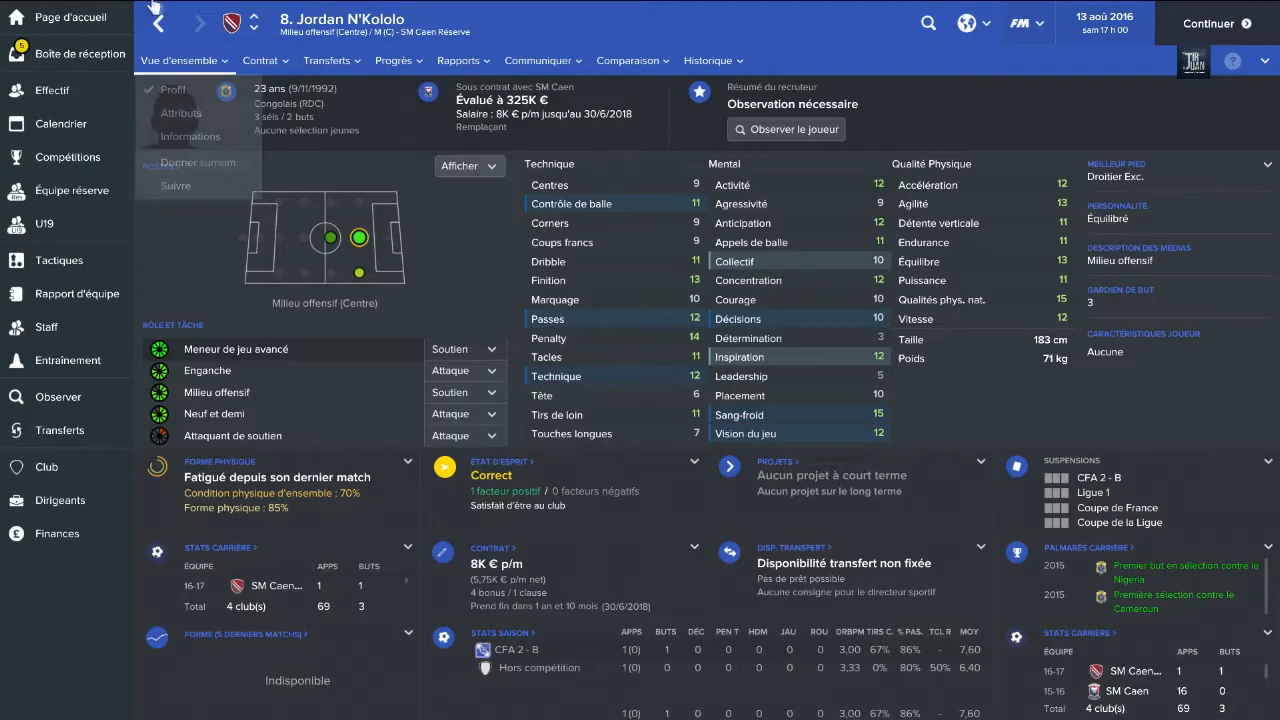 Page d'accueil
5
Boîte de réception
Effectif
Calendrier
Compétitions
Équipe réserve
Res
U19
U19
Tactiques
Rapport d'équipe
Staff
Entraînement
Observer
Transferts
Club
Dirigeants
Finances
8. Jordan N'Kololo
Milieu offensif (Centre) / M (C) - SM Caen Réserve
FM
13 aoû 2016
sam 17 h 00
Continuer
Vue d'ensemble
Contrat
Transferts
Progrès
Rapports
Communiquer
Comparaison
Historique
?
Profil
Attributs
Informations
Donner surnom
Suivre
23 ans (9/11/1992)
Congolais (RDC)
3 séls / 2 buts
Aucune sélection jeunes
Sous contrat avec SM Caen
Évalué à 325K €
Salaire : 8K € p/m jusqu'au 30/6/2018
Remplaçant
Résumé du recruteur
Observation nécessaire
Observer le joueur
Afficher
Milieu offensif (Centre)
RÔLE ET TÂCHE
Meneur de jeu avancé Soutien
Enganche Attaque
Milieu offensif Soutien
Neuf et demi Attaque
Attaquant de soutien Attaque
Technique
Centres 9
Contrôle de balle 11
Corners 9
Coups francs 9
Dribble 11
Finition 13
Marquage 10
Passes 12
Penalty 14
Tacles 11
Technique 12
Tête 6
Tirs de loin 11
Touches longues 7
Mental
Activité 12
Agressivité 9
Anticipation 12
Appels de balle 11
Collectif 10
Concentration 12
Courage 10
Décisions 10
Détermination 3
Inspiration 12
Leadership 5
Placement 10
Sang-froid 15
Vision du jeu 12
Qualité Physique
Accélération 12
Agilité 13
Détente verticale 11
Endurance 11
Équilibre 13
Puissance 11
Qualités phys. nat. 15
Vitesse 12
Taille 183 cm
Poids 71 kg
MEILLEUR PIED
Droitier Exc.
PERSONNALITÉ
Équilibré
DESCRIPTION DES MÉDIAS
Milieu offensif
GARDIEN DE BUT
3
CARACTÉRISTIQUES JOUEUR
Aucune
FORME PHYSIQUE
Fatigué depuis son dernier match
Condition physique d'ensemble : 70%
Forme physique : 85%
ÉTAT D'ESPRIT >
Correct
1 facteur positif / 0 facteurs négatifs
Satisfait d'être au club
PROJETS >
Aucun projet à court terme
Aucun projet sur le long terme
SUSPENSIONS
CFA 2 - B
Ligue 1
Coupe de France
Coupe de la Ligue
STATS CARRIÈRE >
ÉQUIPE APPS BUTS
16-17 SM Caen... 1 1
Total 4 club(s) 69 3
CONTRAT >
8K € p/m
(5,75K € p/m net)
4 bonus / 1 clause
Prend fin dans 1 an et 10 mois (30/6/2018)
DISP. TRANSFERT >
Disponibilité transfert non fixée
Pas de prêt possible
Aucune consigne pour le directeur sportif
PALMARÈS CARRIÈRE >
2015 Premier but en sélection contre le
Nigeria
2015 Première sélection contre le
Cameroun
FORME (5 DERNIERS MATCHS) >
Indisponible
STATS SAISON > APPS BUTS DÉC PEN T HDM JAU ROU DRBPM TIRS C. % PAS. TCL R MOY
CFA 2 - B 1 (0) 1 0 0 0 0 0 3,00 67% 86% - 7,60
Hors compétition 1 (0) 0 0 0 0 0 0 3,33 0% 80% 50% 6,40
1 (0) 1 0 0 0 0 0 3,00 67% 86% - 7,60
STATS CARRIÈRE >
ÉQUIPE APPS BUTS
16-17 SM Caen... 1 1
15-16 SM Caen 16 0
Total 4 club(s) 69 3